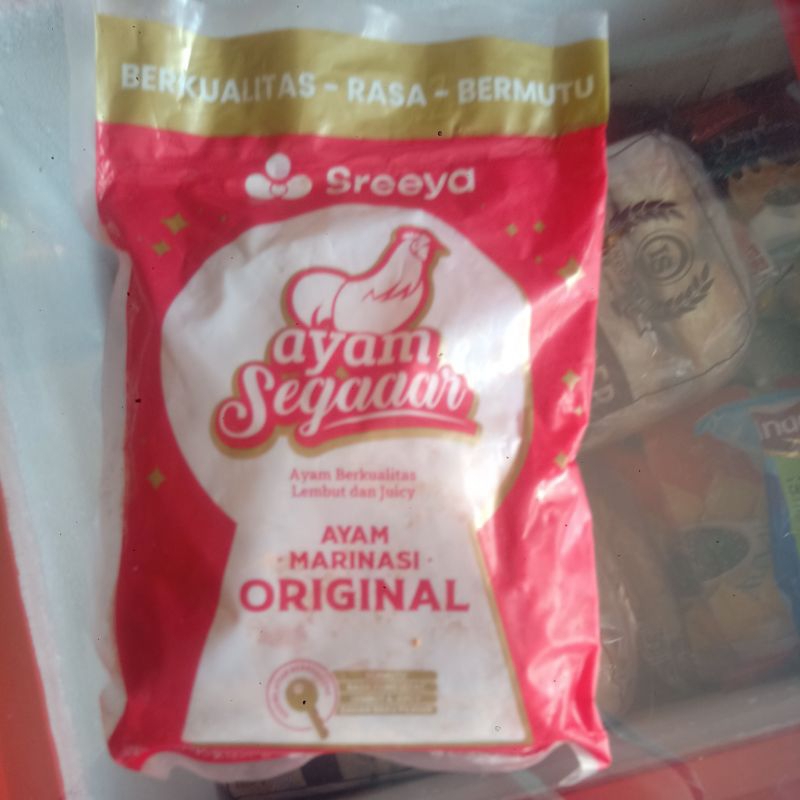 BERKUALITAS - RASA - BERMUTU
Sreeya
ayam
Segaaar
Ayam Berkualitas
Lembut dan Juicy
AYAM
· MARINASI ·
ORIGINAL